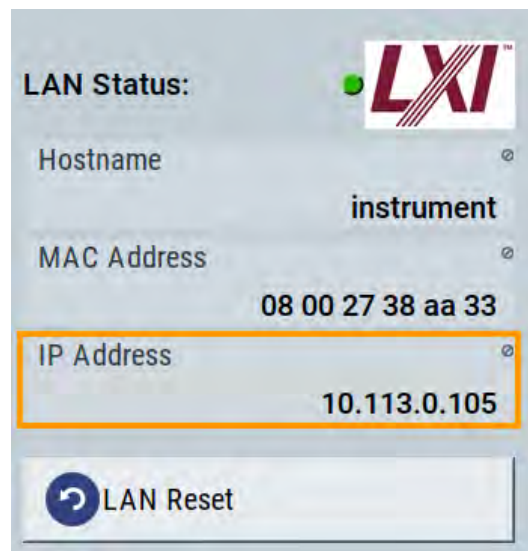 LAN Status:
LXI™
Hostname
instrument
MAC Address
08 00 27 38 aa 33
IP Address
10.113.0.105
LAN Reset